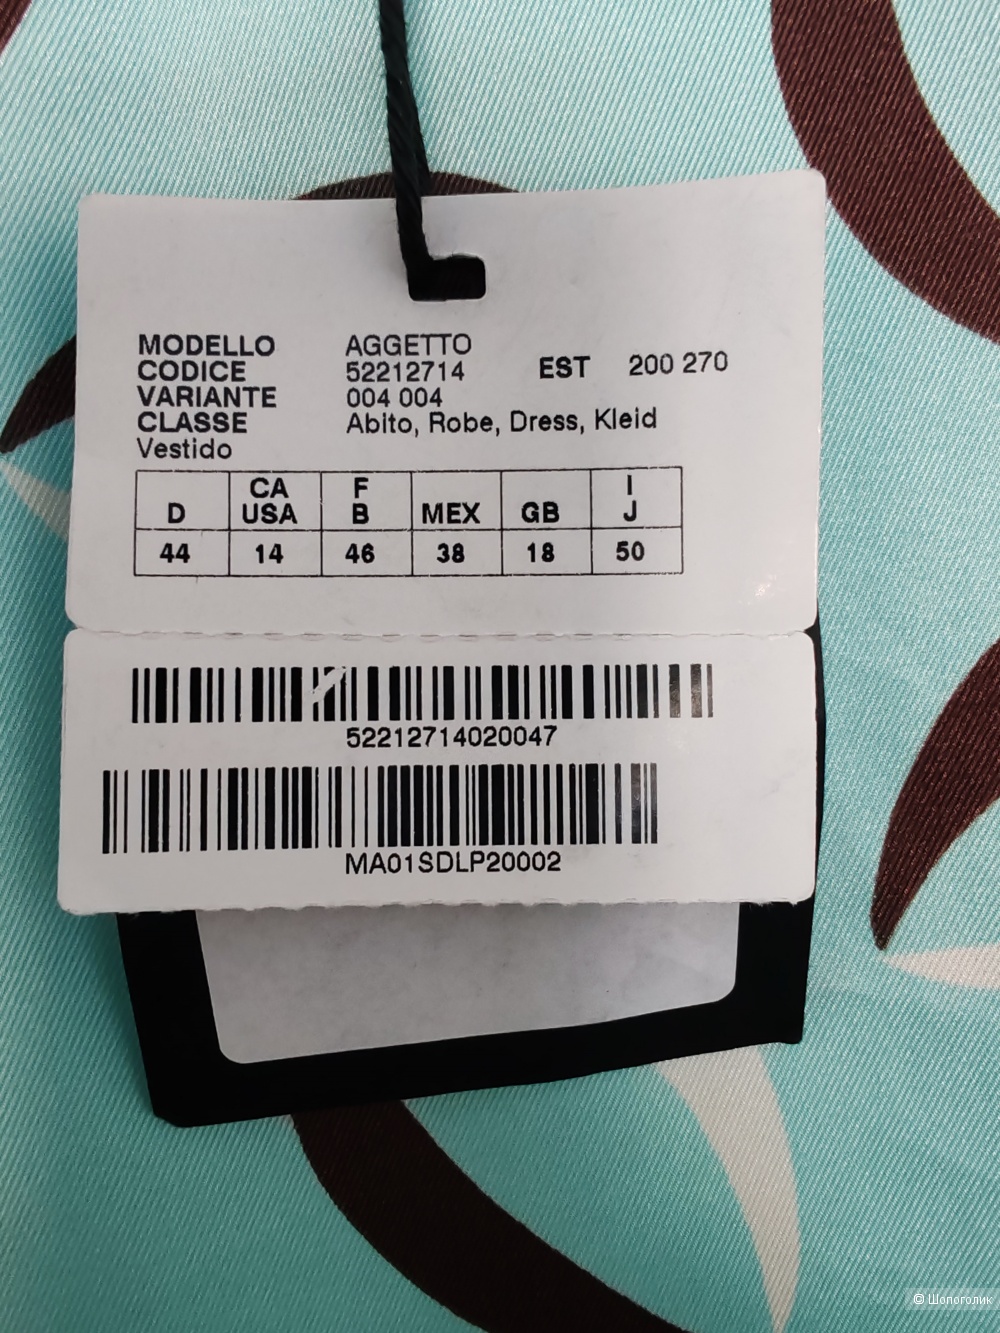 MODELLO AGGETTO
CODICE 52212714 EST 200 270
VARIANTE 004 004
CLASSE Abito, Robe, Dress, Kleid
Vestido
D CA USA F B MEX GB I J
44 14 46 38 18 50
52212714020047
MA01SDLP20002
© Шопоголик